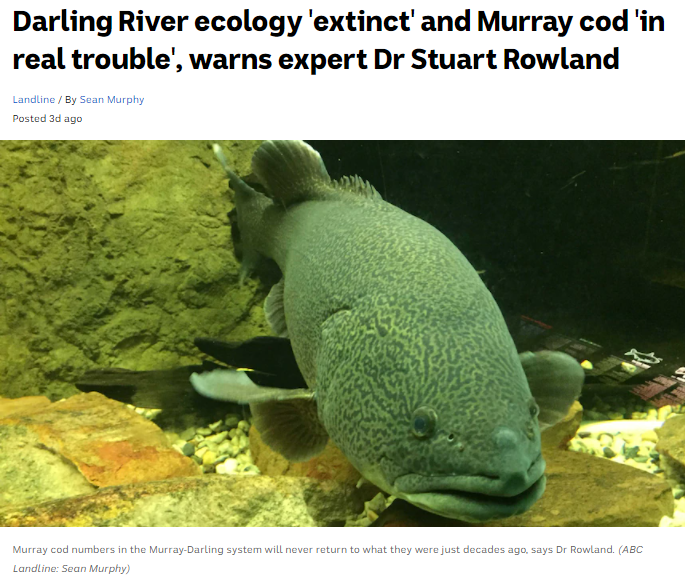 Darling River ecology 'extinct' and Murray cod 'in
real trouble', warns expert Dr Stuart Rowland
Landline / By Sean Murphy
Posted 3d ago
Murray cod numbers in the Murray-Darling system will never return to what they were just decades ago, says Dr Rowland. (ABC
Landline: Sean Murphy)